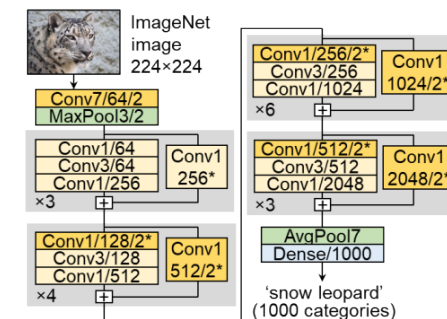 ImageNet
image
224×224
Conv7/64/2
MaxPool3/2
Conv1/64
Conv3/64
Conv1/256
Conv1
256*
×3
Conv1/128/2*
Conv3/128
Conv1/512
Conv1
512/2*
×4
Conv1/256/2*
Conv3/256
Conv1/1024
Conv1
1024/2*
×6
Conv1/512/2*
Conv3/512
Conv1/2048
Conv1
2048/2*
×3
AvgPool7
Dense/1000
‘snow leopard’
(1000 categories)